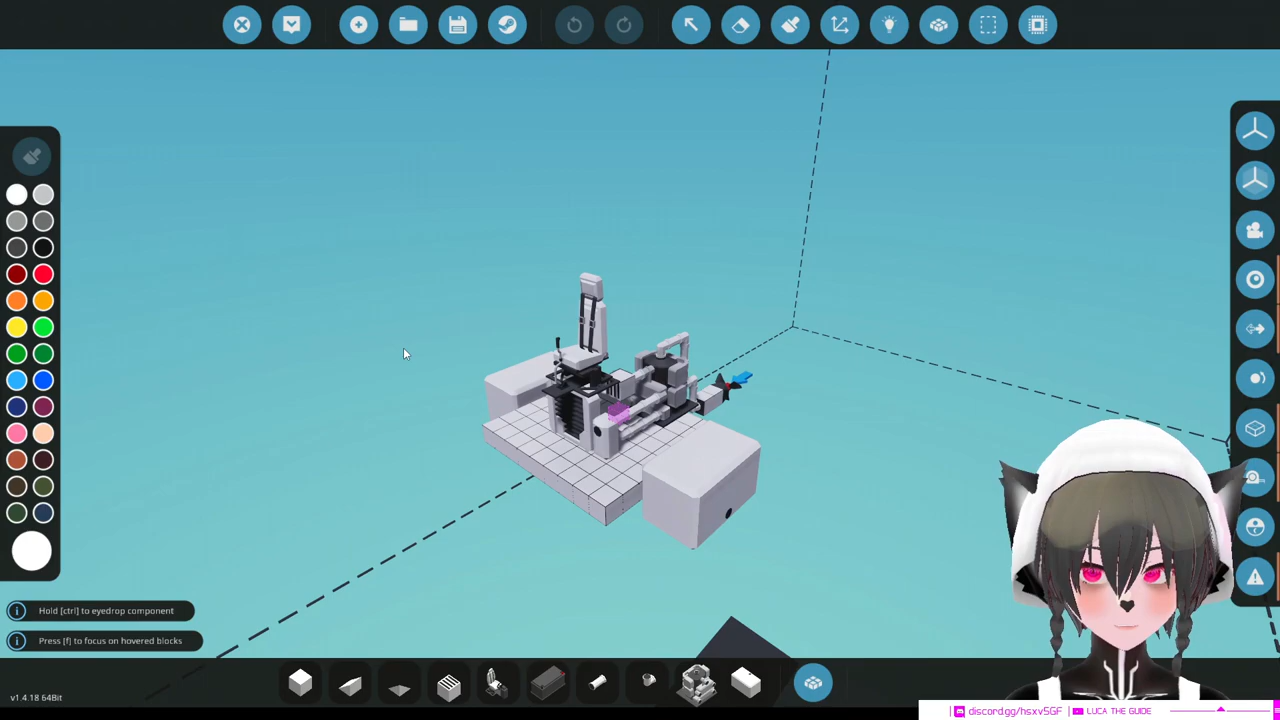 Hold [ctrl] to eyedrop component
Press [f] to focus on hovered blocks
v1.4.18 64Bit
discord.gg/hsxv5GF LUCA THE GUIDE